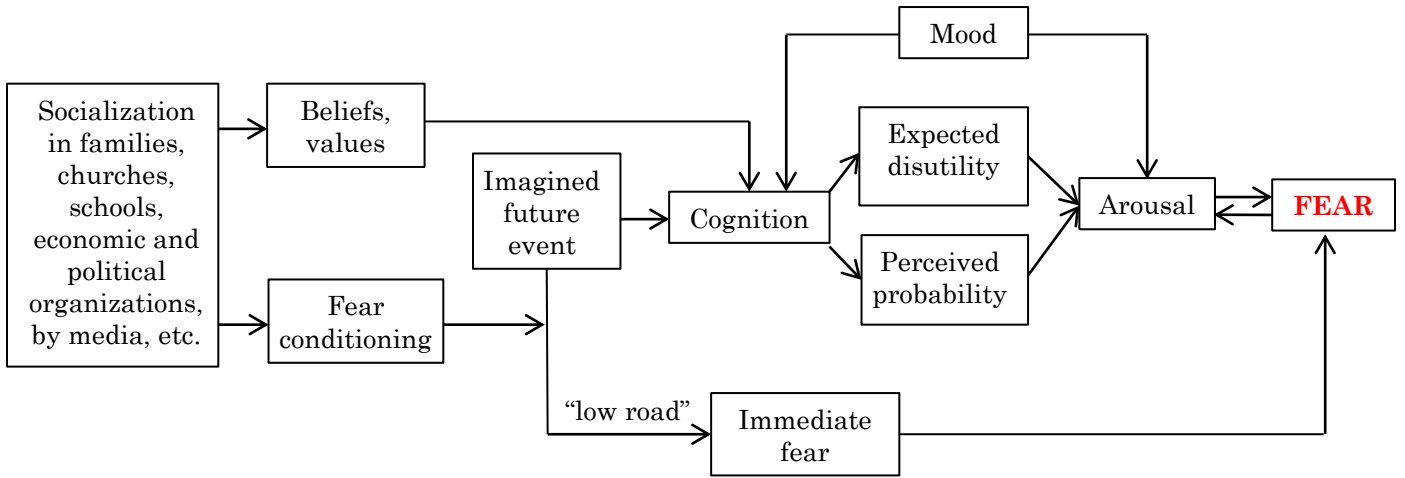 Mood
Socialization
in families,
churches,
schools,
economic and
political
organizations,
by media, etc.
Beliefs,
values
Imagined
future
event
Cognition
Expected
disutility
Perceived
probability
Arousal
FEAR
Fear
conditioning
“low road”
Immediate
fear